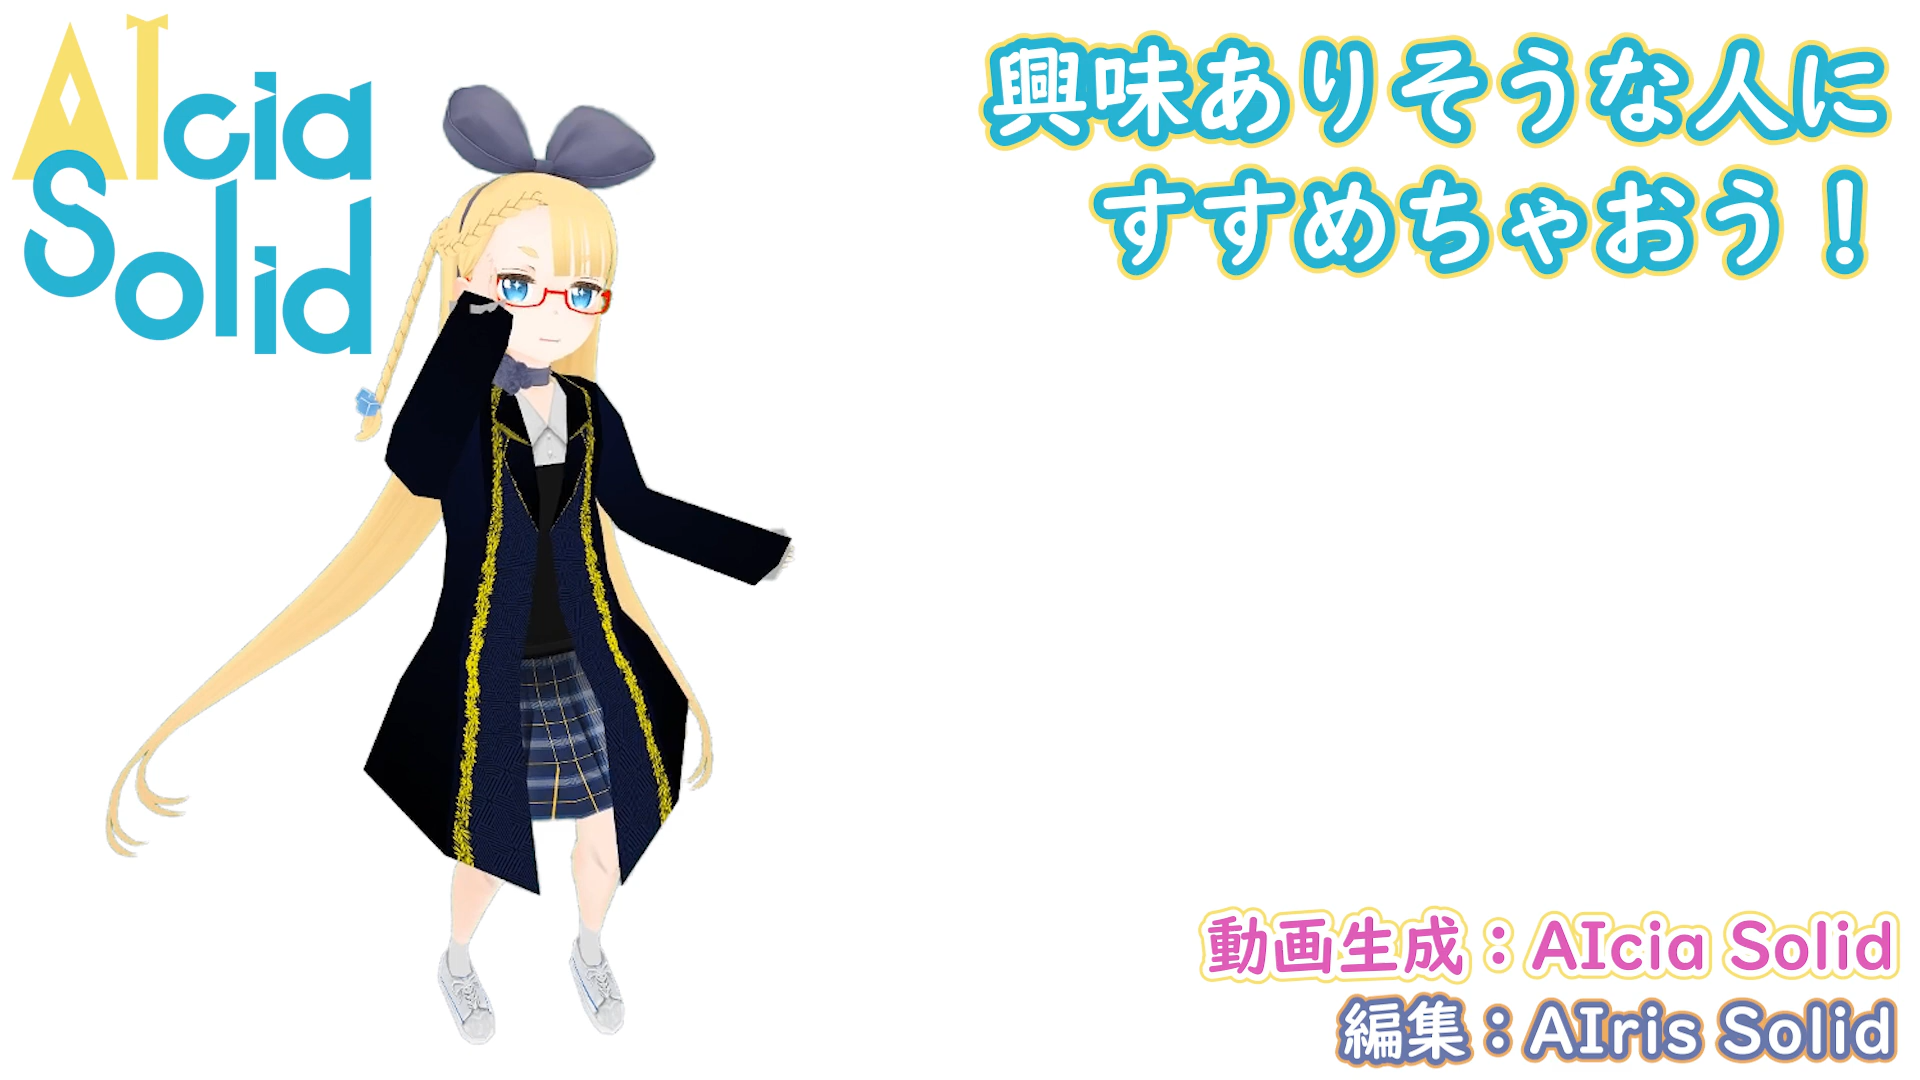 AIcia
Solid
興味ありそうな人に
すすめちゃおう！
動画生成：AIcia Solid
編集：AIris Solid